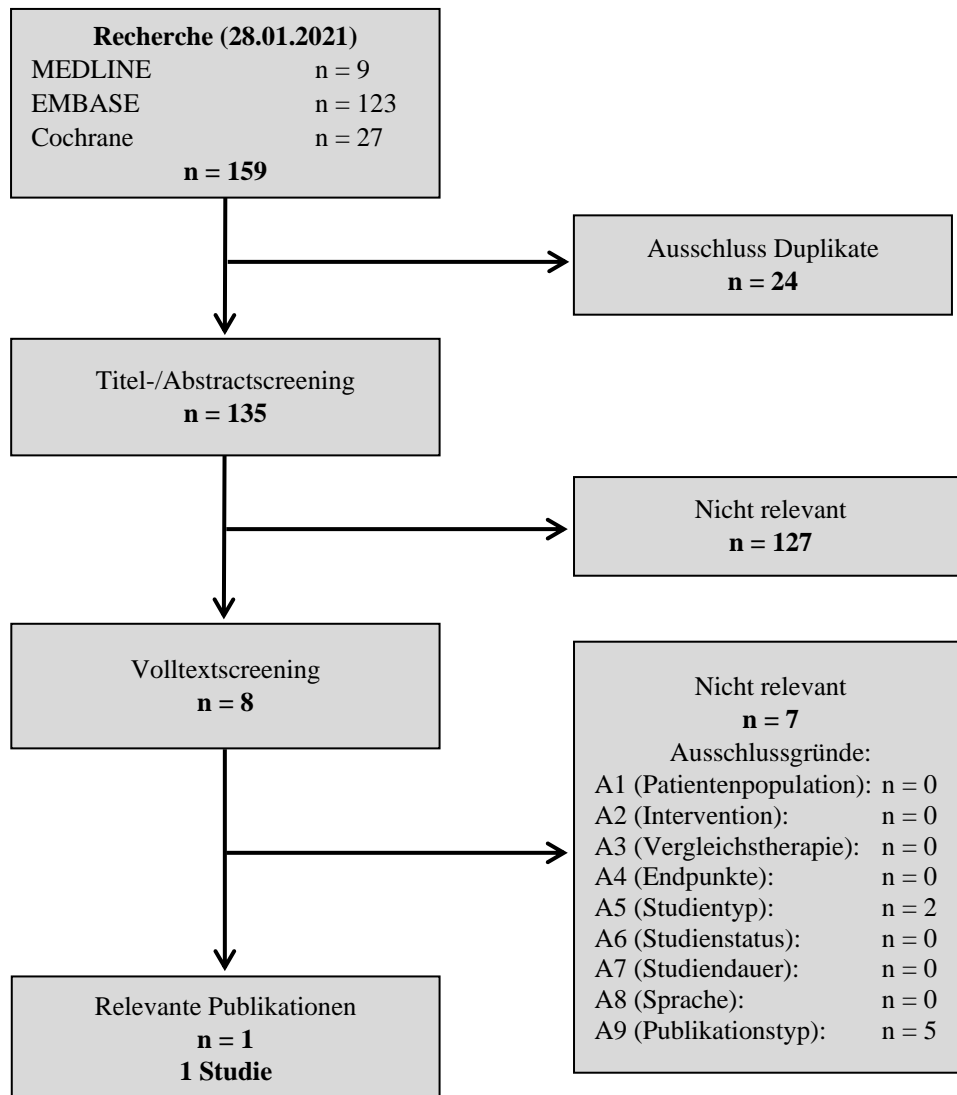 Recherche (28.01.2021)
MEDLINE n = 9
EMBASE n = 123
Cochrane n = 27
n = 159
Ausschluss Duplikate
n = 24
Titel-/Abstractscreening
n = 135
Nicht relevant
n = 127
Volltextscreening
n = 8
Nicht relevant
n = 7
Ausschlussgründe:
A1 (Patientenpopulation): n = 0
A2 (Intervention): n = 0
A3 (Vergleichstherapie): n = 0
A4 (Endpunkte): n = 0
A5 (Studientyp): n = 2
A6 (Studienstatus): n = 0
A7 (Studiendauer): n = 0
A8 (Sprache): n = 0
A9 (Publikationstyp): n = 5
Relevante Publikationen
n = 1
1 Studie